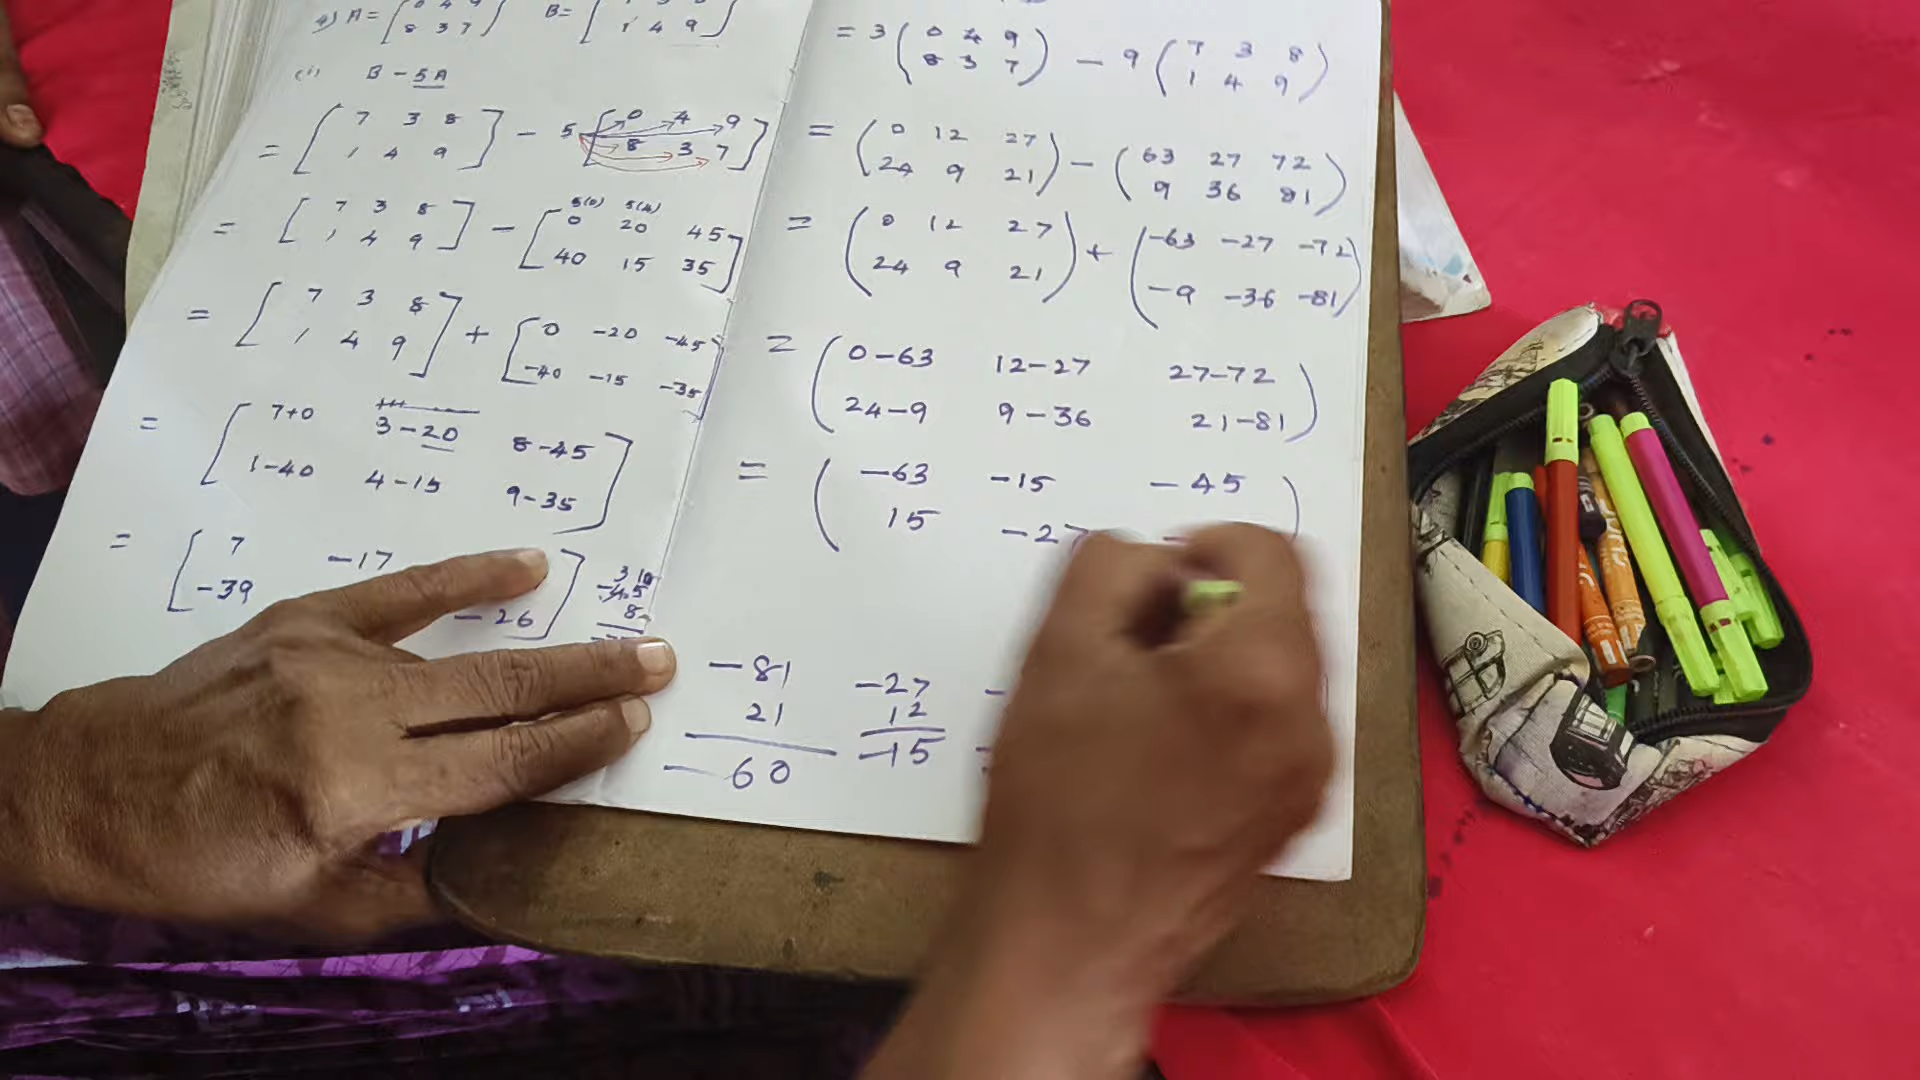 4) A = [ 0 4 9
8 3 7 ] B = [
1 4 9 ]
(i) B - 5A
= [ 7 3 8
1 4 9 ] - 5 [ 0 4 9
8 3 7 ]
5(0) 5(4)
= [ 7 3 8
1 4 9 ] - [ 0 20 45
40 15 35 ]
= [ 7 3 8
1 4 9 ] + [ 0 -20 -45
-40 -15 -35 ]
= [ 7+0 3-20 8-45
1-40 4-15 9-35 ]
= [ 7 -17
-39 -26 ]
3 10
-45
8
= 3 ( 0 4 9
8 3 7 ) - 9 ( 7 3 8
1 4 9 )
= ( 0 12 27
24 9 21 ) - ( 63 27 72
9 36 81 )
= ( 0 12 27
24 9 21 ) + ( -63 -27 -72
-9 -36 -81 )
= ( 0-63 12-27 27-72
24-9 9-36 21-81 )
= ( -63 -15 -45
15 -27 - )
-81
21
-60
-27
12
-15